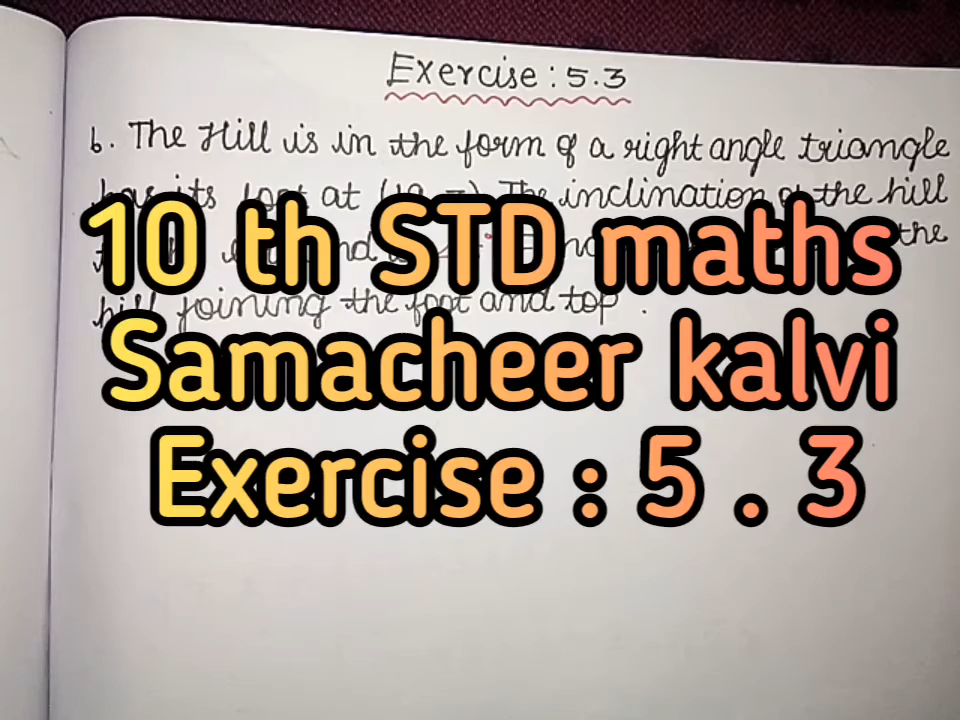 Exercise : 5.3
6. The Hill is in the form of a right angle triangle
has its foot at (19, The inclination of the hill
the
hill joining the foot and top.
10 th STD maths
Samacheer kalvi
Exercise : 5 . 3